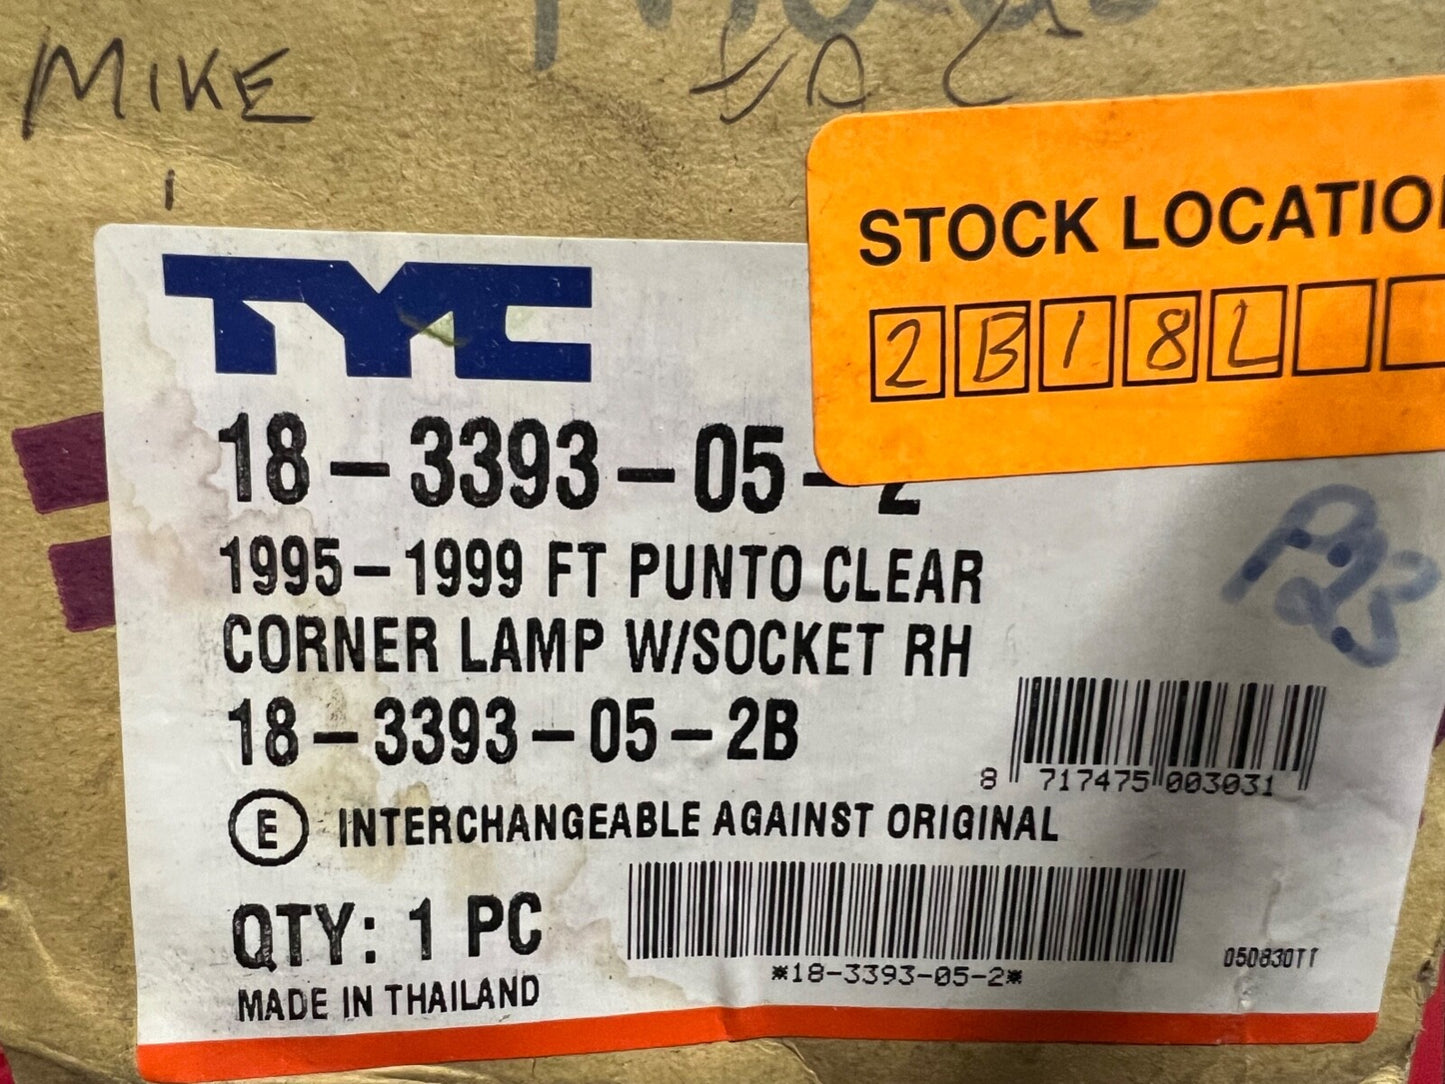 MIKE
TYC
STOCK LOCATIO
2B18L
18-3393-05-2
1995-1999 FT PUNTO CLEAR
CORNER LAMP W/SOCKET RH
18-3393-05-2B
P23
8 717475 003031
E INTERCHANGEABLE AGAINST ORIGINAL
QTY: 1 PC
*18-3393-05-2*
050830TT
MADE IN THAILAND